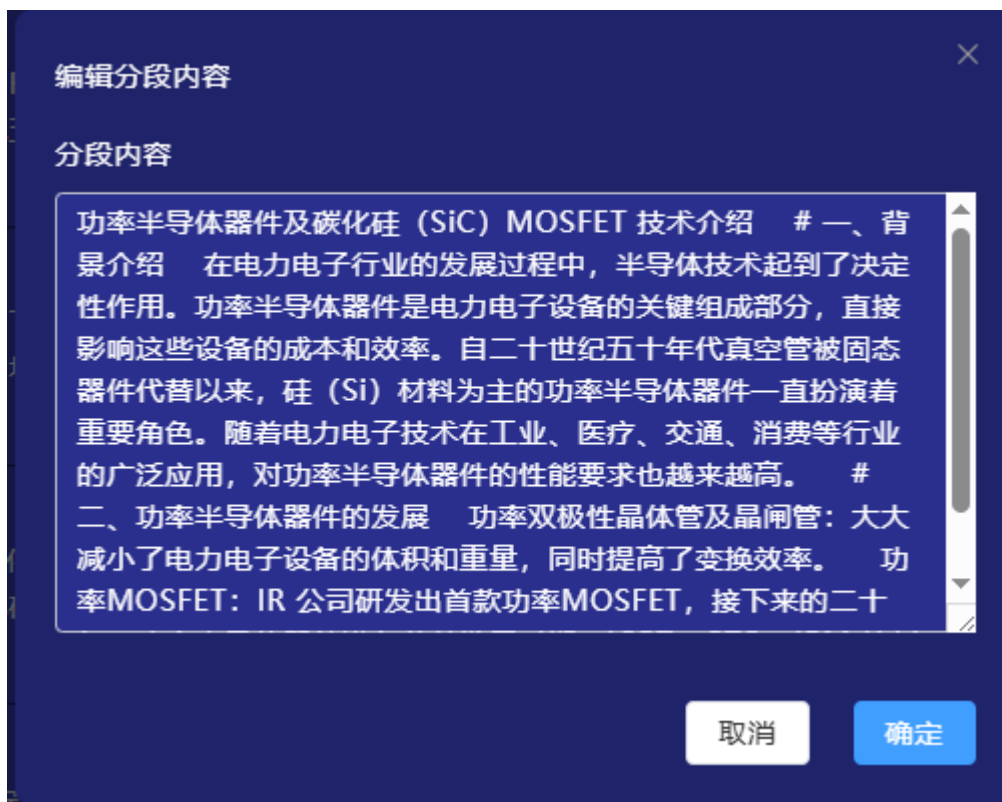 编辑分段内容
分段内容
功率半导体器件及碳化硅（SiC）MOSFET 技术介绍　# 一、背
景介绍　在电力电子行业的发展过程中，半导体技术起到了决定
性作用。功率半导体器件是电力电子设备的关键组成部分，直接
影响这些设备的成本和效率。自二十世纪五十年代真空管被固态
器件代替以来，硅（Si）材料为主的功率半导体器件一直扮演着
重要角色。随着电力电子技术在工业、医疗、交通、消费等行业
的广泛应用，对功率半导体器件的性能要求也越来越高。　#
二、功率半导体器件的发展　功率双极性晶体管及晶闸管：大大
减小了电力电子设备的体积和重量，同时提高了变换效率。　功
率MOSFET：IR 公司研发出首款功率MOSFET，接下来的二十
取消
确定